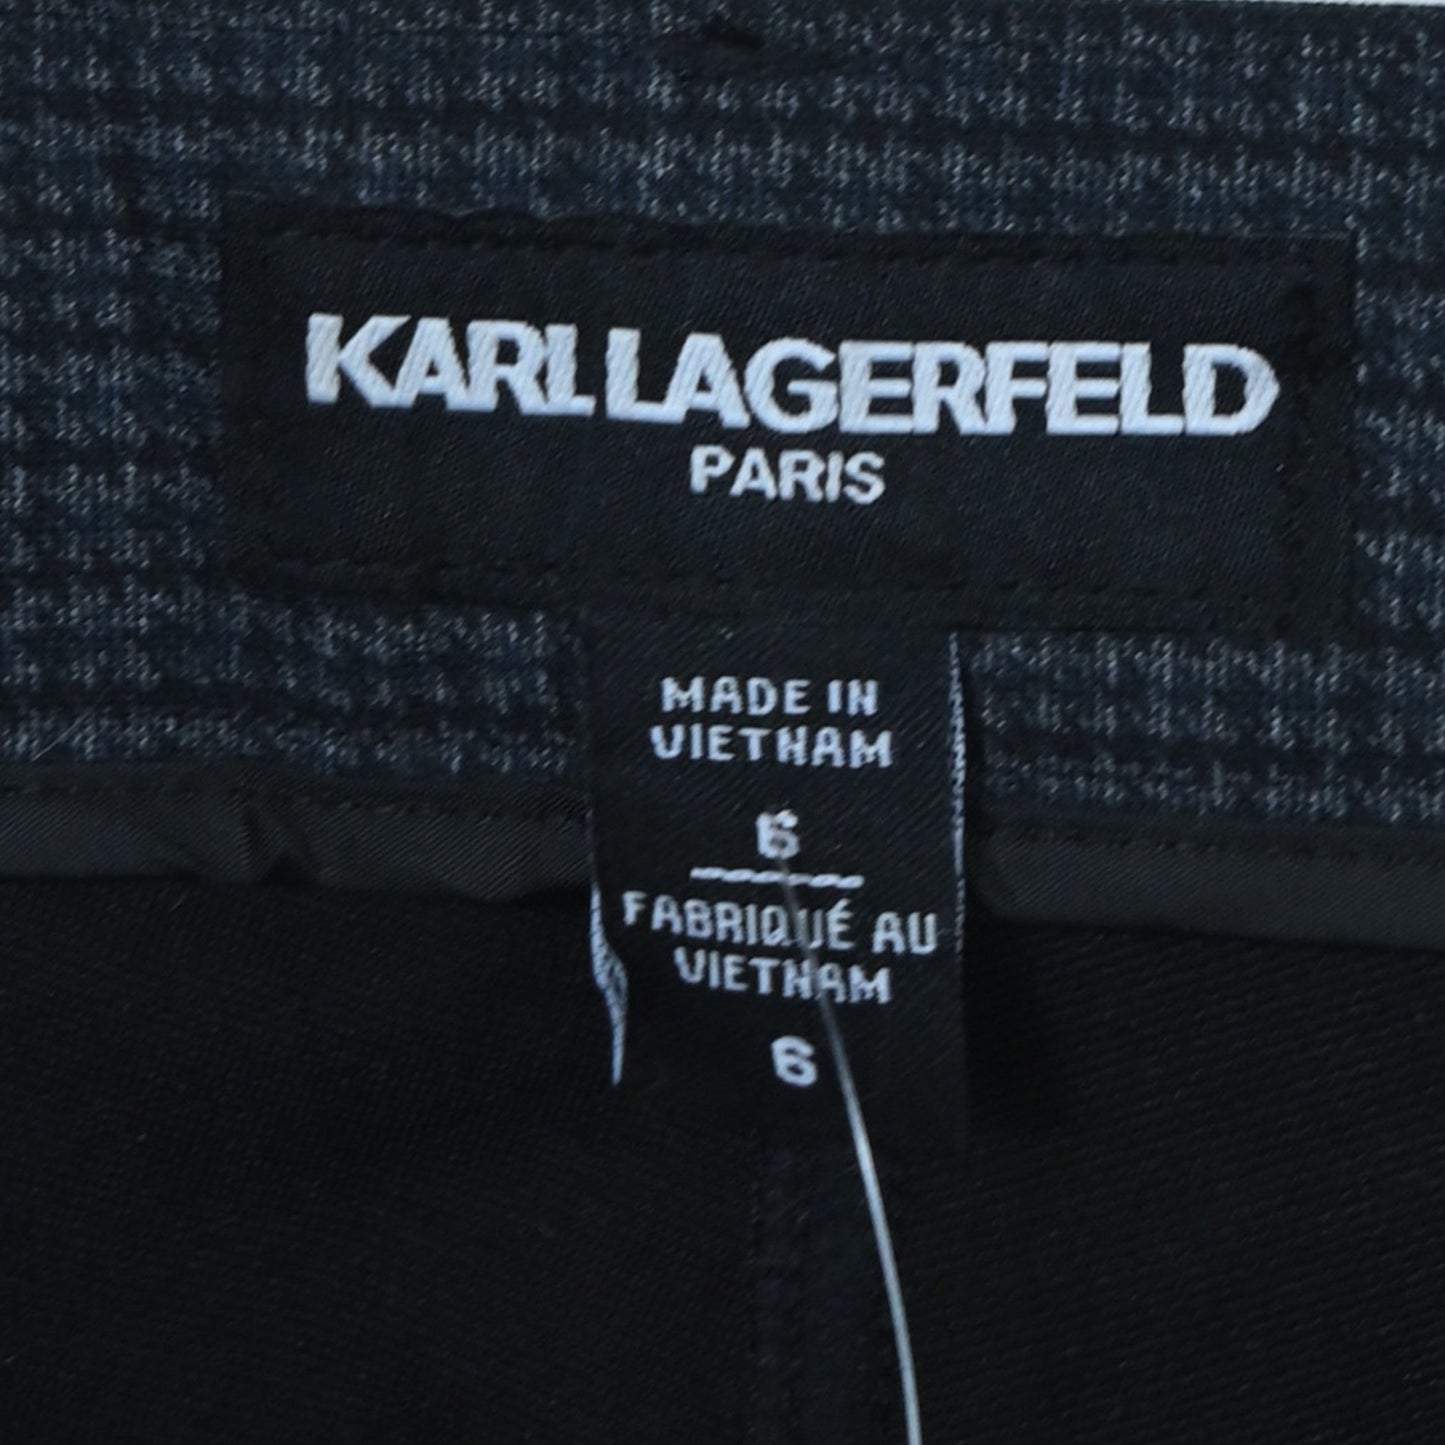 KARL LAGERFELD
PARIS
MADE IN
VIETNAM
6
FABRIQUÉ AU
VIETNAM
6